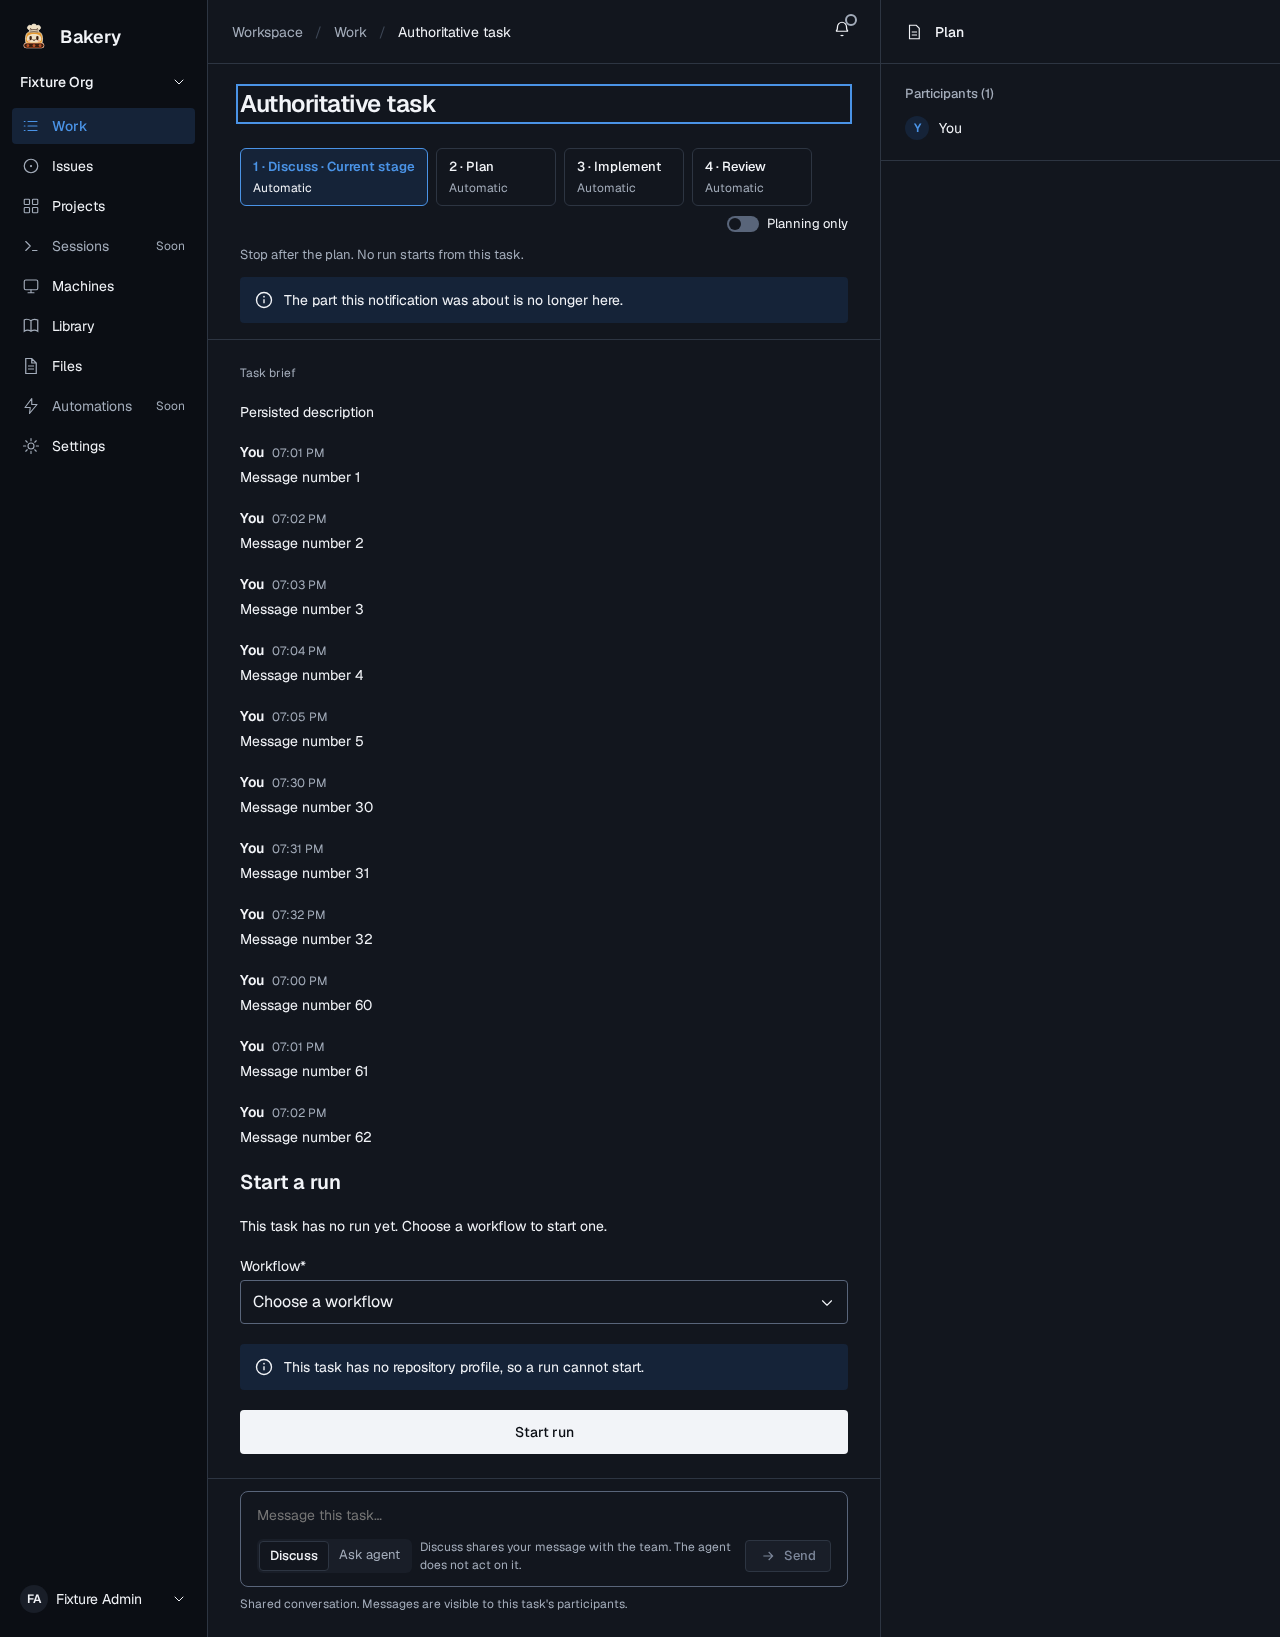 Bakery
Fixture Org
Work
Issues
Projects
Sessions Soon
Machines
Library
Files
Automations Soon
Settings
FA Fixture Admin
Workspace / Work / Authoritative task
Authoritative task
1 · Discuss · Current stage
Automatic
2 · Plan
Automatic
3 · Implement
Automatic
4 · Review
Automatic
Planning only
Stop after the plan. No run starts from this task.
The part this notification was about is no longer here.
Task brief
Persisted description
You 07:01 PM
Message number 1
You 07:02 PM
Message number 2
You 07:03 PM
Message number 3
You 07:04 PM
Message number 4
You 07:05 PM
Message number 5
You 07:30 PM
Message number 30
You 07:31 PM
Message number 31
You 07:32 PM
Message number 32
You 07:00 PM
Message number 60
You 07:01 PM
Message number 61
You 07:02 PM
Message number 62
Start a run
This task has no run yet. Choose a workflow to start one.
Workflow*
Choose a workflow
This task has no repository profile, so a run cannot start.
Start run
Message this task...
Discuss
Ask agent
Discuss shares your message with the team. The agent
does not act on it.
Send
Shared conversation. Messages are visible to this task's participants.
Plan
Participants (1)
Y You